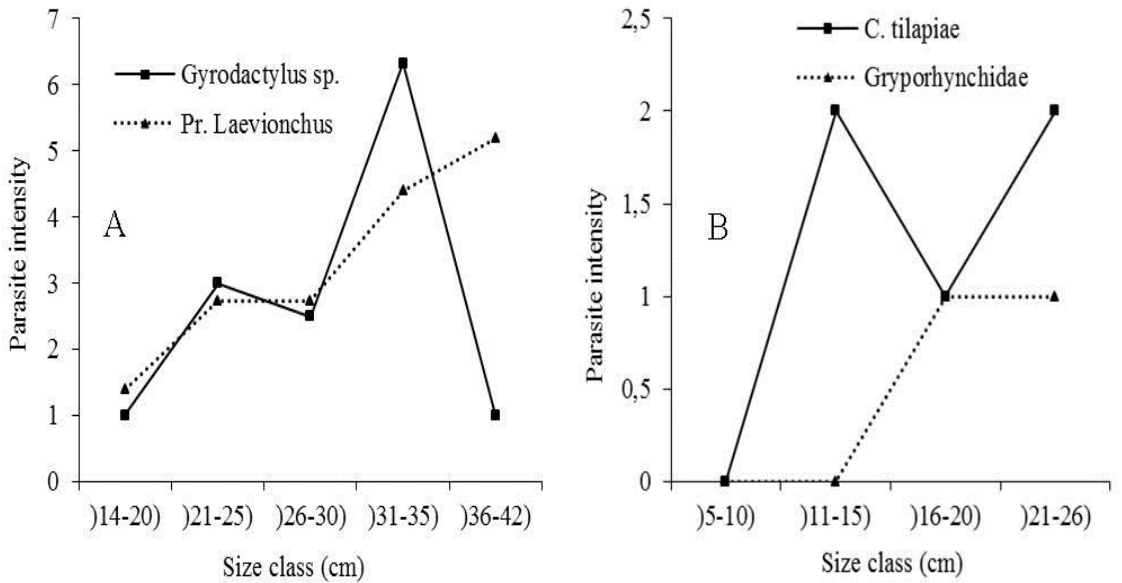 7
6
5
4
3
2
1
0
Parasite intensity
Gyrodactylus sp.
Pr. Laevionchus
A
)14-20) )21-25) )26-30) )31-35) )36-42)
Size class (cm)
2,5
2
1,5
1
0,5
0
Parasite intensity
C. tilapiae
Gryporhynchidae
B
)5-10) )11-15) )16-20) )21-26)
Size class (cm)